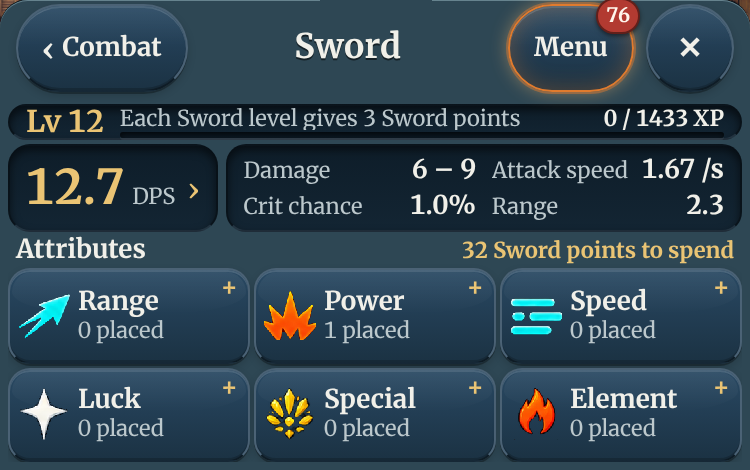 ‹ Combat
Sword
Menu
76
×
Lv 12
Each Sword level gives 3 Sword points
0 / 1433 XP
12.7 DPS ›
Damage 6 – 9
Attack speed 1.67 /s
Crit chance 1.0%
Range 2.3
Attributes
32 Sword points to spend
Range +
0 placed
Power +
1 placed
Speed +
0 placed
Luck +
0 placed
Special +
0 placed
Element +
0 placed